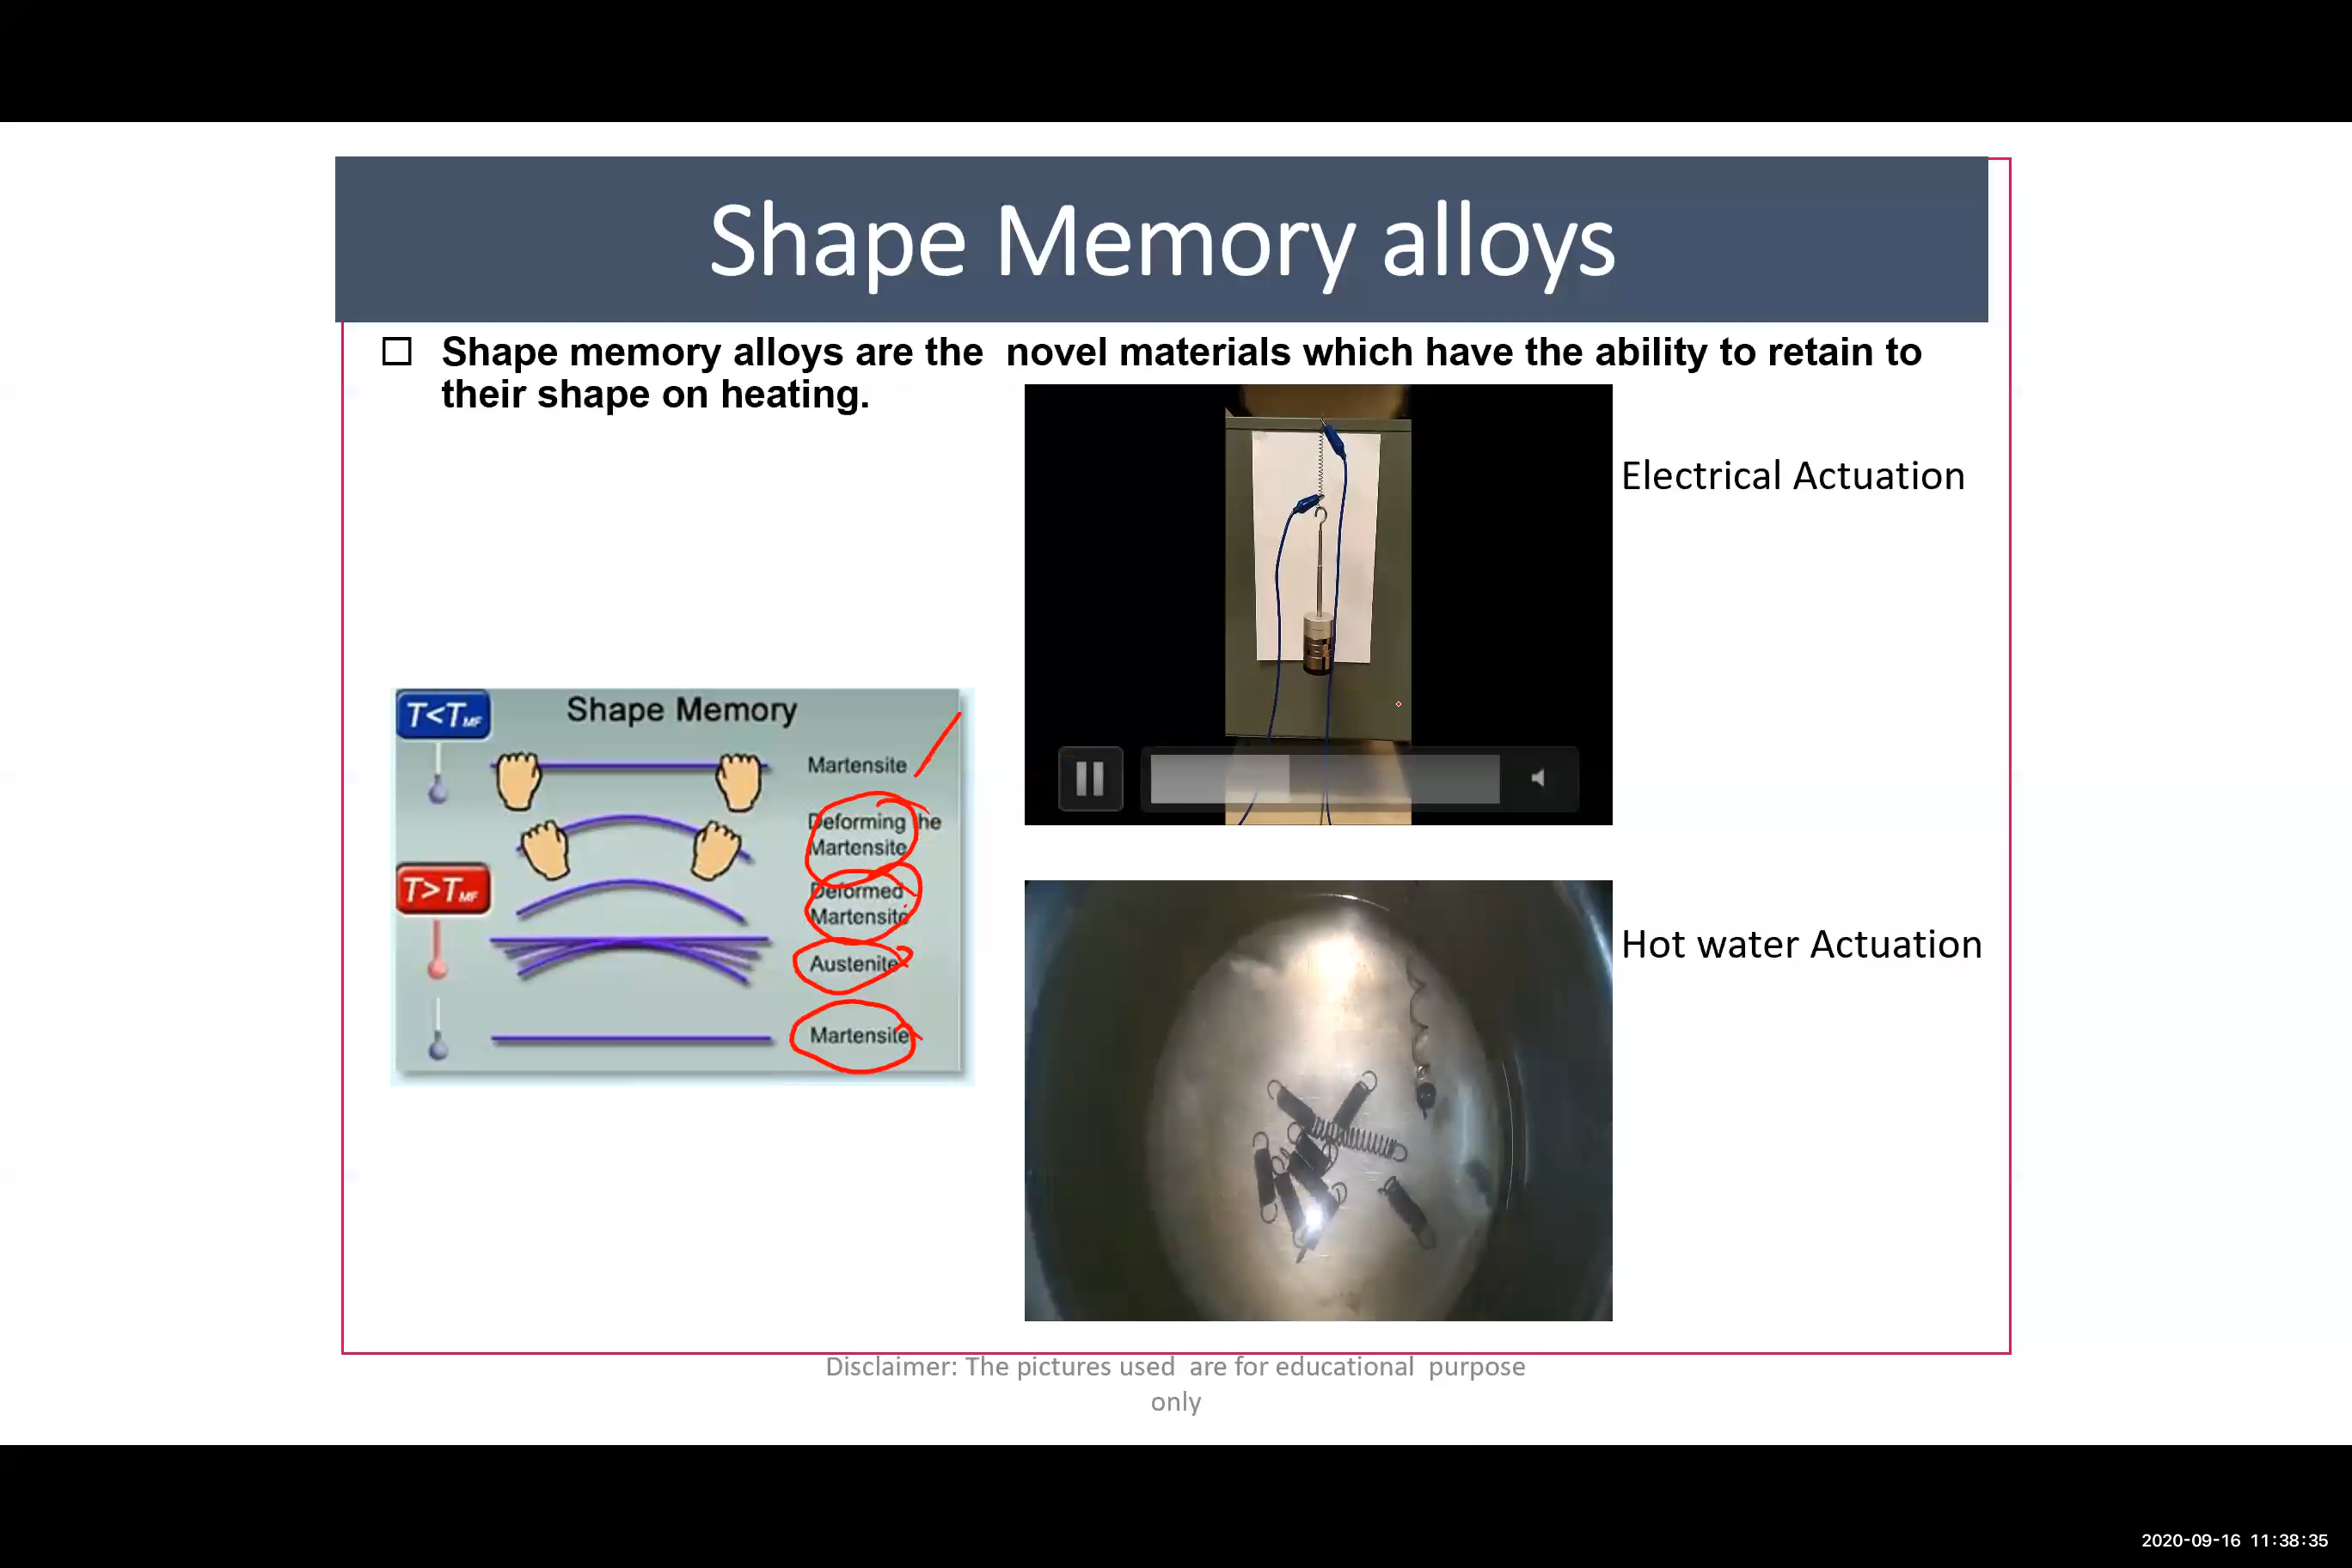 Shape Memory alloys
Shape memory alloys are the novel materials which have the ability to retain to
their shape on heating.
Electrical Actuation
T<TMF
Shape Memory
Martensite
Deforming the
Martensite
T>TMF
Deformed
Martensite
Austenite
Martensite
Hot water Actuation
Disclaimer: The pictures used are for educational purpose
only
2020-09-16 11:38:35